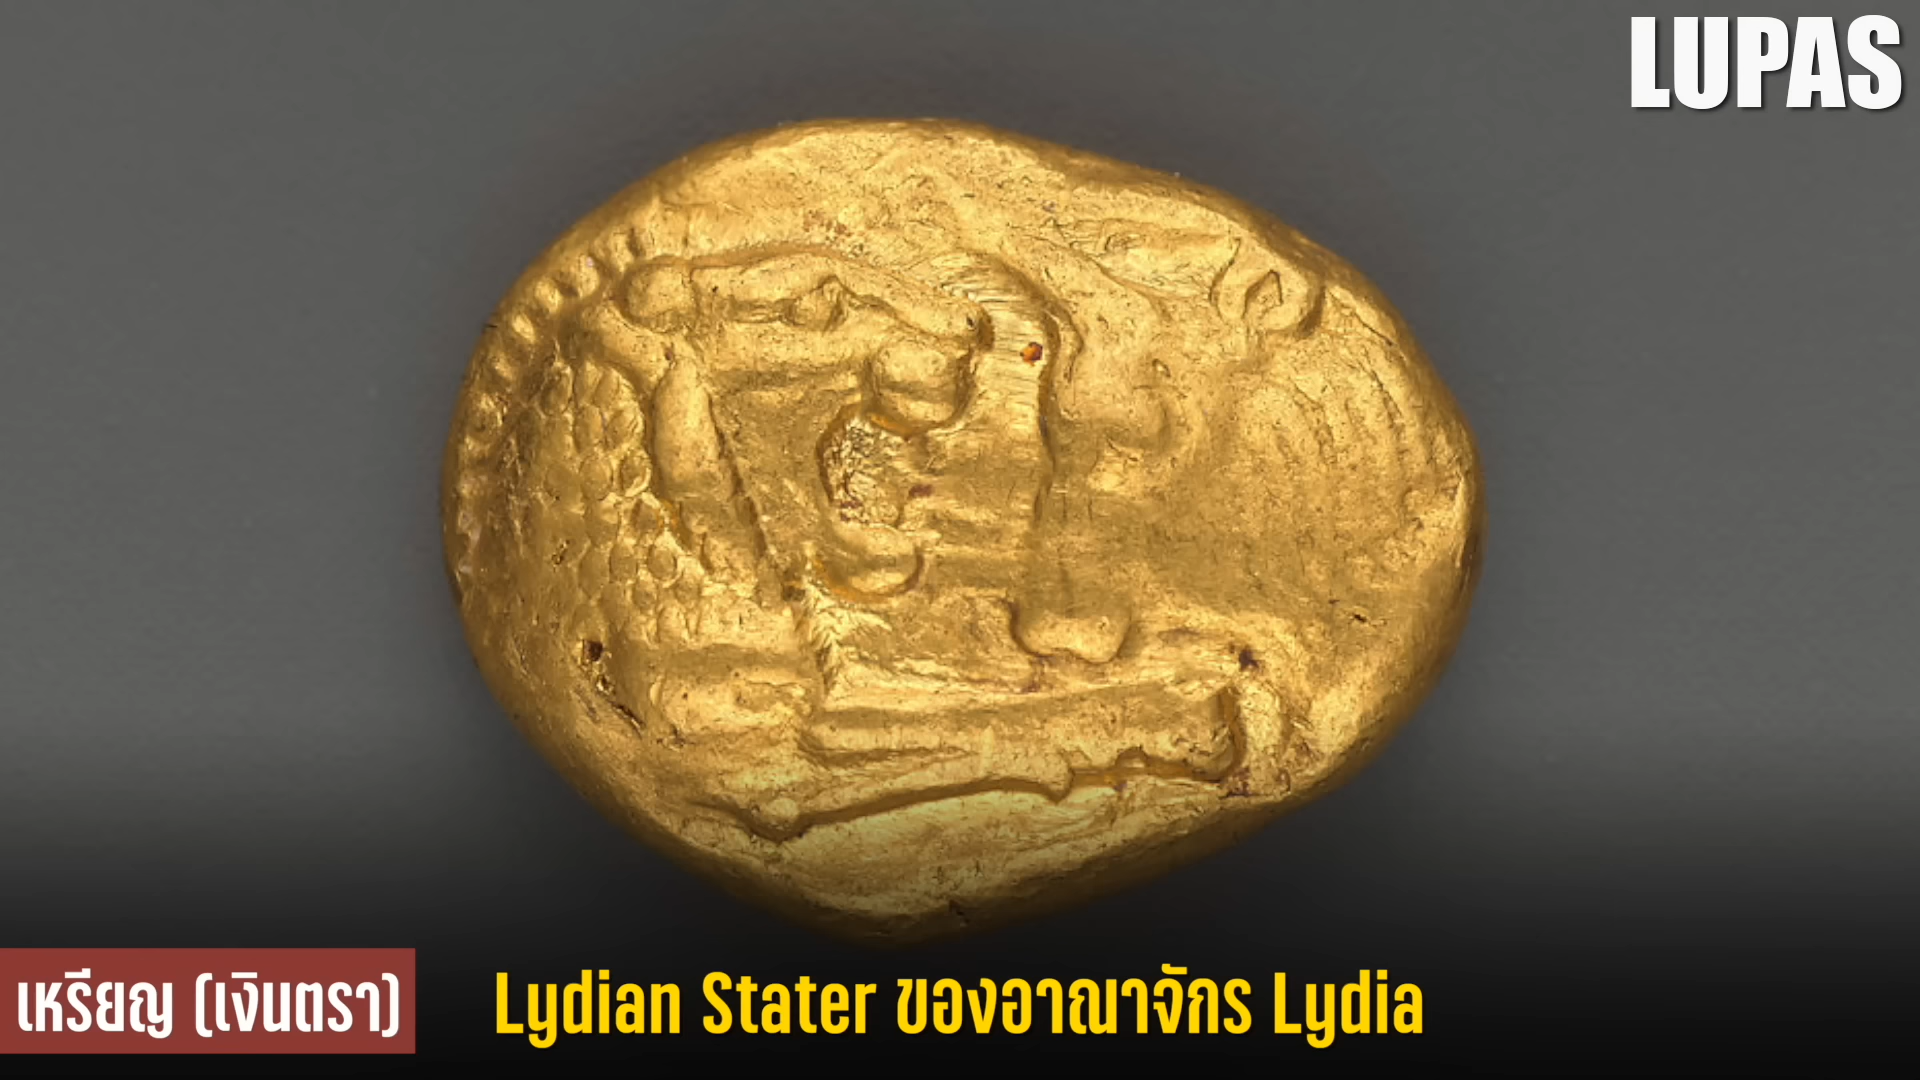 LUPAS
เหรียญ (เงินตรา)
Lydian Stater ของอาณาจักร Lydia